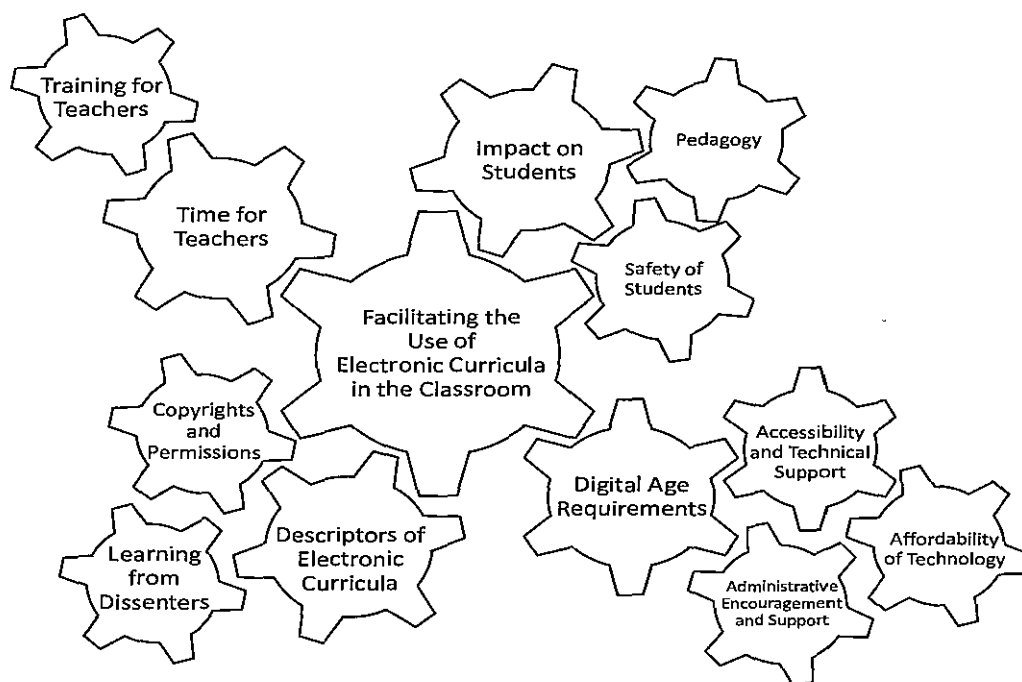 Training for
Teachers
Time for
Teachers
Impact on
Students
Pedagogy
Safety of
Students
Facilitating the
Use of
Electronic Curricula
in the Classroom
Copyrights
and
Permissions
Learning
from
Dissenters
Descriptors of
Electronic
Curricula
Digital Age
Requirements
Accessibility
and Technical
Support
Affordability
of Technology
Administrative
Encouragement
and Support